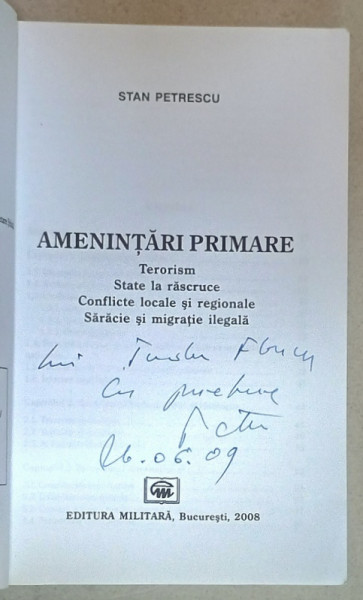 STAN PETRESCU
AMENINȚĂRI PRIMARE
Terorism
State la răscruce
Conflicte locale și regionale
Sărăcie și migrație ilegală
Lui
Cu prietenie
26.06.09
EDITURA MILITARĂ, București, 2008